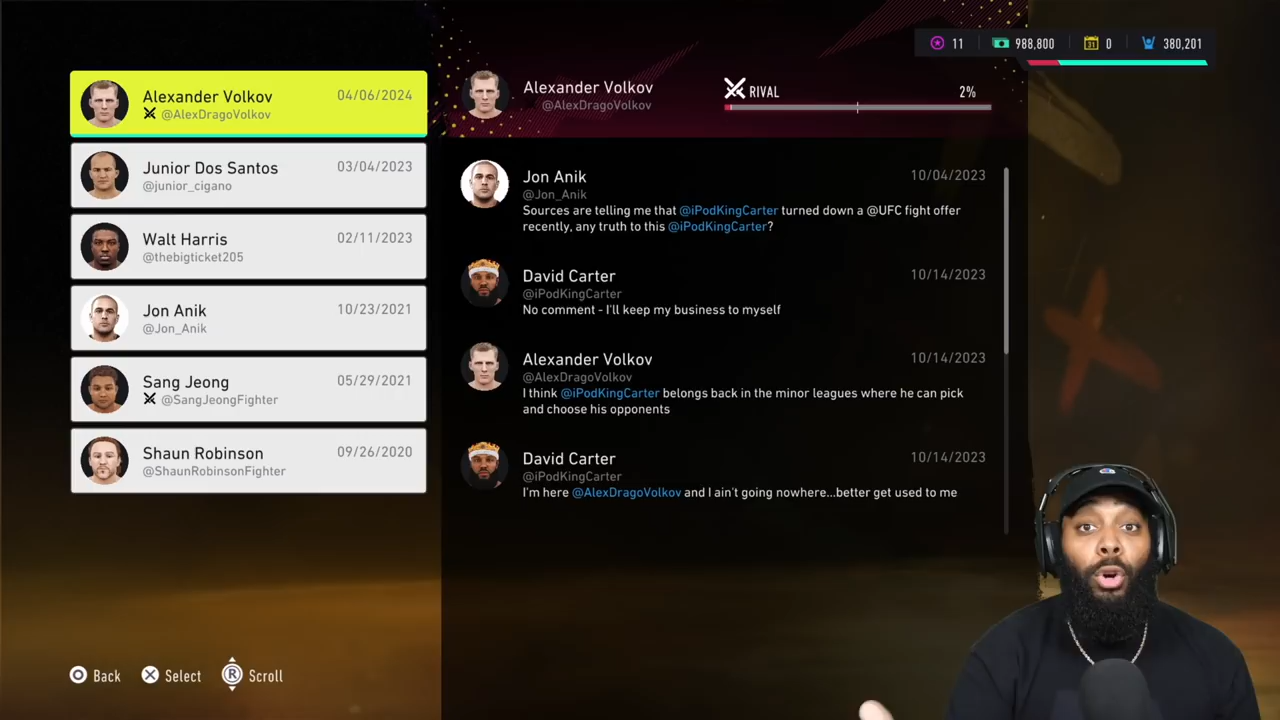 11 988,800 0 380,201
Alexander Volkov 04/06/2024
@AlexDragoVolkov
Junior Dos Santos 03/04/2023
@junior_cigano
Walt Harris 02/11/2023
@thebigticket205
Jon Anik 10/23/2021
@Jon_Anik
Sang Jeong 05/29/2021
@SangJeongFighter
Shaun Robinson 09/26/2020
@ShaunRobinsonFighter
Alexander Volkov
@AlexDragoVolkov
RIVAL 2%
Jon Anik 10/04/2023
@Jon_Anik
Sources are telling me that @iPodKingCarter turned down a @UFC fight offer
recently, any truth to this @iPodKingCarter?
David Carter 10/14/2023
@iPodKingCarter
No comment - I'll keep my business to myself
Alexander Volkov 10/14/2023
@AlexDragoVolkov
I think @iPodKingCarter belongs back in the minor leagues where he can pick
and choose his opponents
David Carter 10/14/2023
@iPodKingCarter
I'm here @AlexDragoVolkov and I ain't going nowhere...better get used to me
Back Select R Scroll